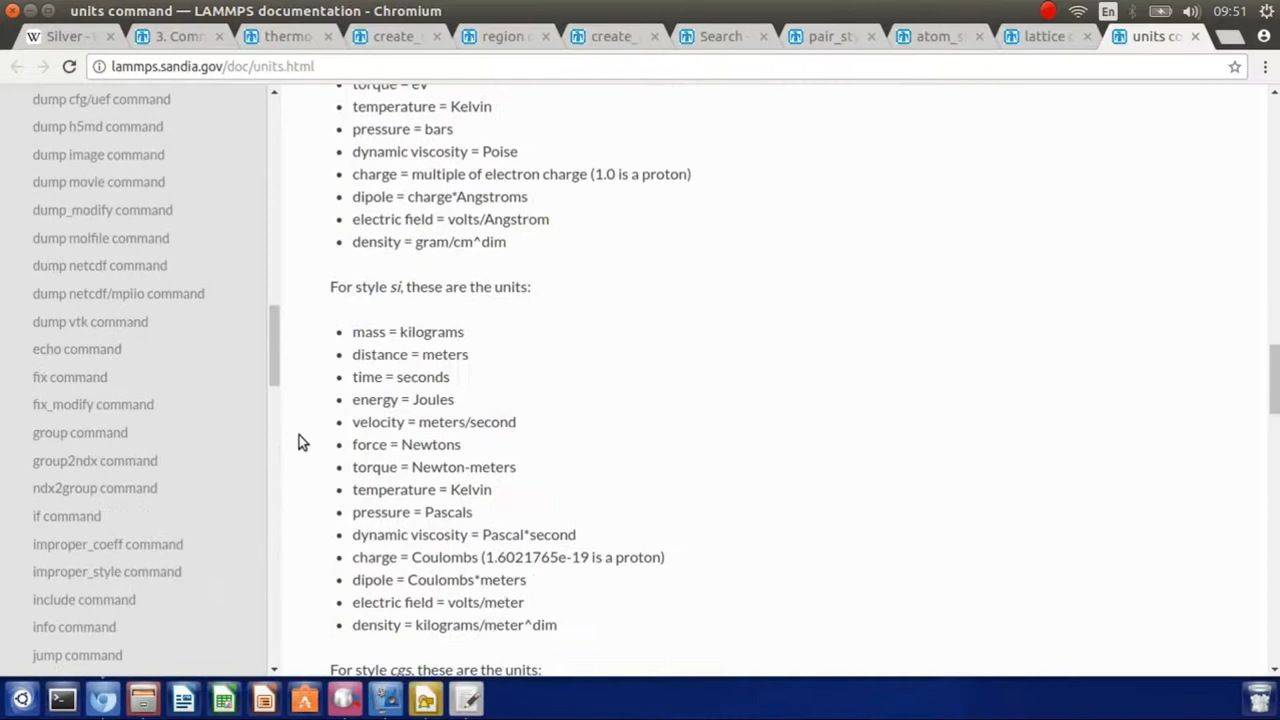 units command — LAMMPS documentation - Chromium
En
09:51
Silver -
3. Com
thermo
create_
region c
create_
Search -
pair_sty
atom_s
lattice c
units co
lammps.sandia.gov/doc/units.html
dump cfg/uef command
dump h5md command
dump image command
dump movie command
dump_modify command
dump molfile command
dump netcdf command
dump netcdf/mpiio command
dump vtk command
echo command
fix command
fix_modify command
group command
group2ndx command
ndx2group command
if command
improper_coeff command
improper_style command
include command
info command
jump command
torque = eV
temperature = Kelvin
pressure = bars
dynamic viscosity = Poise
charge = multiple of electron charge (1.0 is a proton)
dipole = charge*Angstroms
electric field = volts/Angstrom
density = gram/cm^dim
For style si, these are the units:
mass = kilograms
distance = meters
time = seconds
energy = Joules
velocity = meters/second
force = Newtons
torque = Newton-meters
temperature = Kelvin
pressure = Pascals
dynamic viscosity = Pascal*second
charge = Coulombs (1.6021765e-19 is a proton)
dipole = Coulombs*meters
electric field = volts/meter
density = kilograms/meter^dim
For style cgs, these are the units: